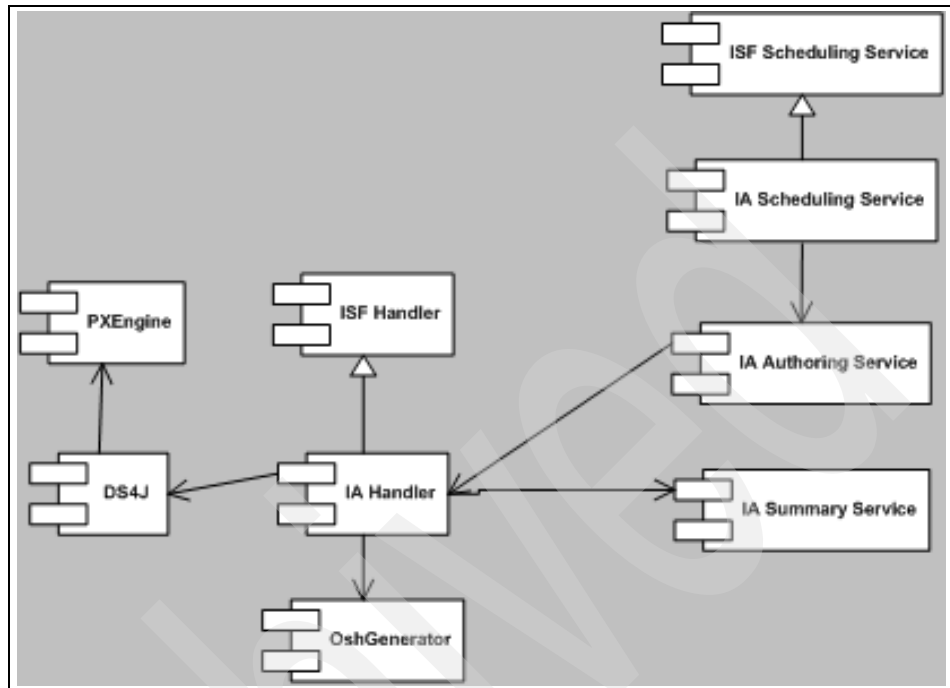 ISF Scheduling Service
IA Scheduling Service
PXEngine
ISF Handler
IA Authoring Service
DS4J
IA Handler
IA Summary Service
OshGenerator